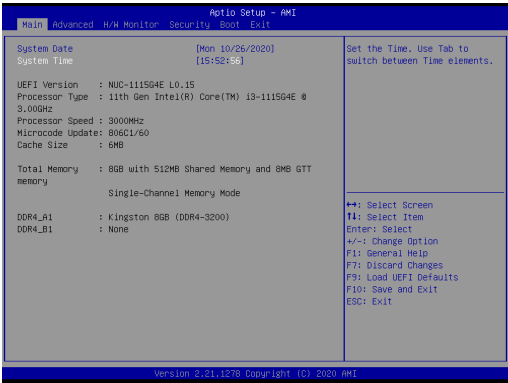 Aptio Setup - AMI
Main Advanced H/W Monitor Security Boot Exit
System Date [Mon 10/26/2020]
System Time [15:52:56]
UEFI Version : NUC-1115G4E L0.15
Processor Type : 11th Gen Intel(R) Core(TM) i3-1115G4E @
3.00GHz
Processor Speed : 3000MHz
Microcode Update: 806C1/60
Cache Size : 6MB
Total Memory : 8GB with 512MB Shared Memory and 8MB GTT
memory
Single-Channel Memory Mode
DDR4_A1 : Kingston 8GB (DDR4-3200)
DDR4_B1 : None
Set the Time. Use Tab to
switch between Time elements.
↔: Select Screen
↑↓: Select Item
Enter: Select
+/-: Change Option
F1: General Help
F7: Discard Changes
F9: Load UEFI Defaults
F10: Save and Exit
ESC: Exit
Version 2.21.1278 Copyright (C) 2020 AMI